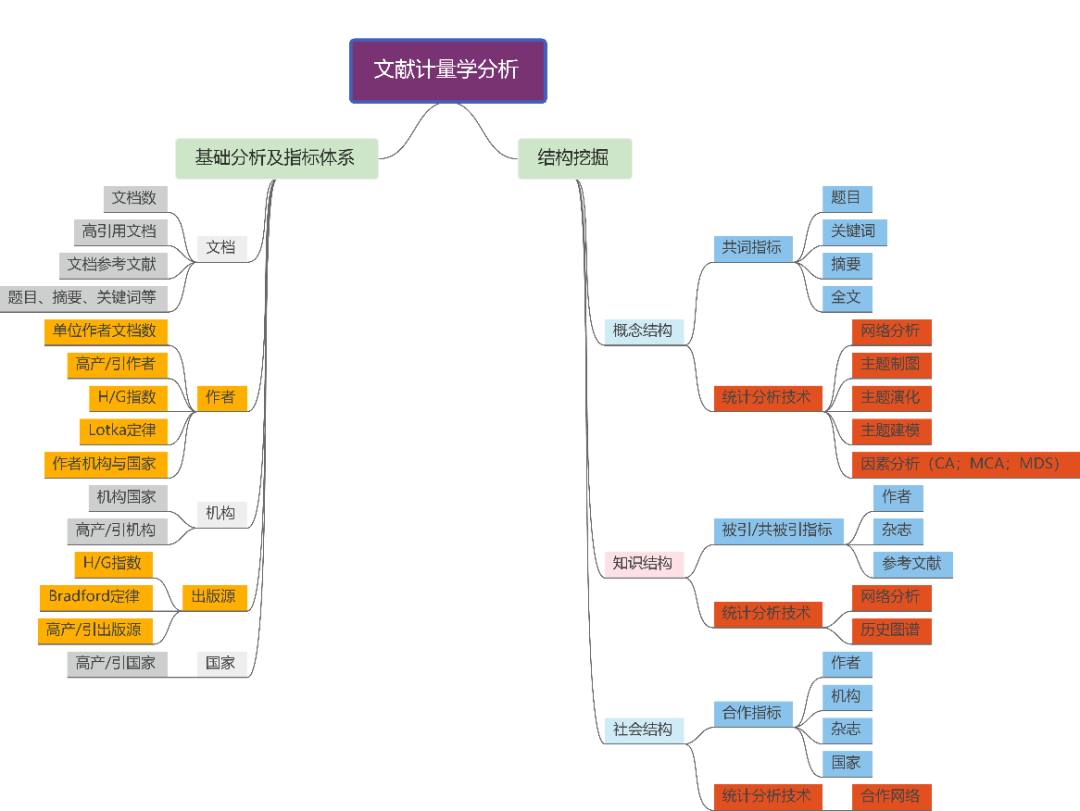 文献计量学分析
基础分析及指标体系
文档
文档数
高引用文档
文档参考文献
题目、摘要、关键词等
作者
单位作者文档数
高产/引作者
H/G指数
Lotka定律
作者机构与国家
机构
机构国家
高产/引机构
出版源
H/G指数
Bradford定律
高产/引出版源
国家
高产/引国家
结构挖掘
概念结构
共词指标
题目
关键词
摘要
全文
统计分析技术
网络分析
主题制图
主题演化
主题建模
因素分析（CA；MCA；MDS）
知识结构
被引/共被引指标
作者
杂志
参考文献
统计分析技术
网络分析
历史图谱
社会结构
合作指标
作者
机构
杂志
国家
统计分析技术
合作网络